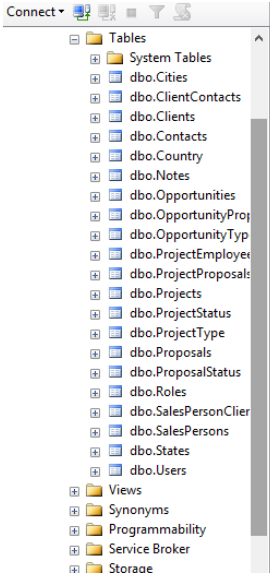 Connect
Tables
System Tables
dbo.Cities
dbo.ClientContacts
dbo.Clients
dbo.Contacts
dbo.Country
dbo.Notes
dbo.Opportunities
dbo.OpportunityProp
dbo.OpportunityTyp
dbo.ProjectEmployee
dbo.ProjectProposals
dbo.Projects
dbo.ProjectStatus
dbo.ProjectType
dbo.Proposals
dbo.ProposalStatus
dbo.Roles
dbo.SalesPersonClier
dbo.SalesPersons
dbo.States
dbo.Users
Views
Synonyms
Programmability
Service Broker
Storage